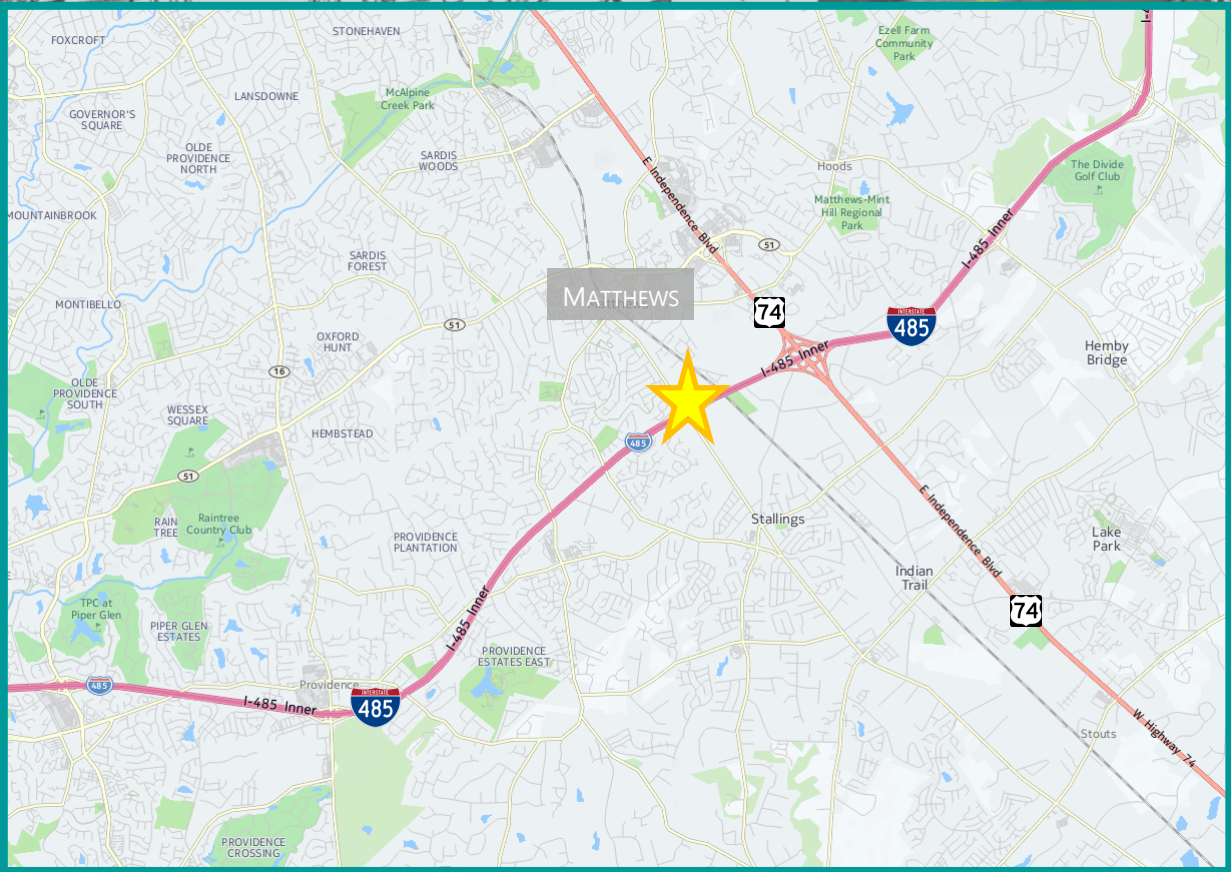 FOXCROFT
STONEHAVEN
Ezell Farm
Community
Park
I-4
LANSDOWNE
McAlpine
Creek Park
GOVERNOR'S
SQUARE
OLDE
PROVIDENCE
NORTH
SARDIS
WOODS
E Independence Blvd
Hoods
The Divide
Golf Club
MOUNTAINBROOK
Matthews-Mint
Hill Regional
Park
51
I-485 Inner
SARDIS
FOREST
MATTHEWS
MONTIBELLO
51
74
INTERSTATE
485
OXFORD
HUNT
I-485 Inner
Hemby
Bridge
16
OLDE
PROVIDENCE
SOUTH
WESSEX
SQUARE
HEMBSTEAD
485
51
RAIN
TREE
Raintree
Country Club
Stallings
E Independence Blvd
PROVIDENCE
PLANTATION
Lake
Park
Indian
Trail
TPC at
Piper Glen
PIPER GLEN
ESTATES
I-485 Inner
74
PROVIDENCE
ESTATES EAST
485
Providence
I-485 Inner
INTERSTATE
485
W Highway 74
Stouts
PROVIDENCE
CROSSING